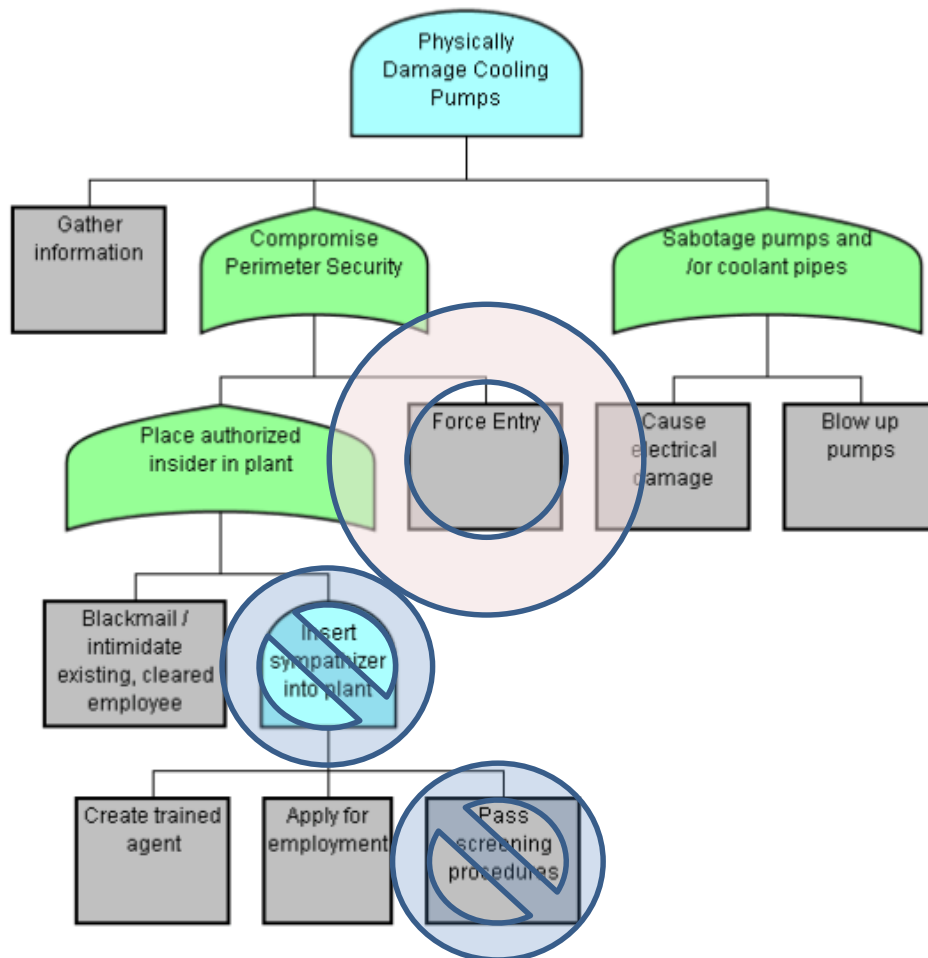 Physically
Damage Cooling
Pumps
Gather
information
Compromise
Perimeter Security
Sabotage pumps and
/or coolant pipes
Place authorized
insider in plant
Force Entry
Cause
electrical
damage
Blow up
pumps
Blackmail /
intimidate
existing, cleared
employee
Insert
sympathizer
into plant
Create trained
agent
Apply for
employment
Pass
screening
procedures